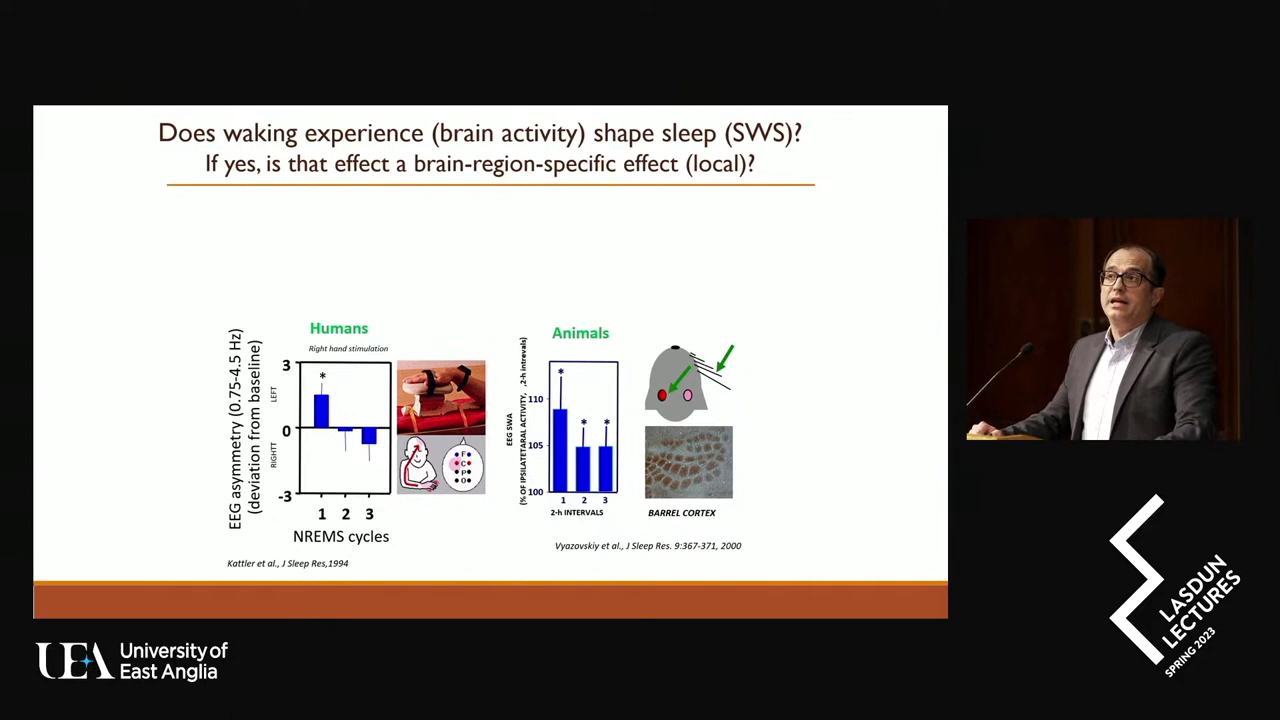 Does waking experience (brain activity) shape sleep (SWS)?
If yes, is that effect a brain-region-specific effect (local)?
Humans
Right hand stimulation
EEG asymmetry (0.75-4.5 Hz)
(deviation from baseline)
LEFT
RIGHTT
3
0
-3
*
1 2 3
NREMS cycles
F
C
P
O
Kattler et al., J Sleep Res,1994
Animals
EEG SWA
(% OF IPSILATETARAL ACTIVITY, ,2-h intrevals)
110
105
100
*
*
*
1 2 3
2-h INTERVALS
BARREL CORTEX
Vyazovskiy et al., J Sleep Res. 9:367-371, 2000
UEA University of
East Anglia
LASDUN
LECTURES
SPRING 2023